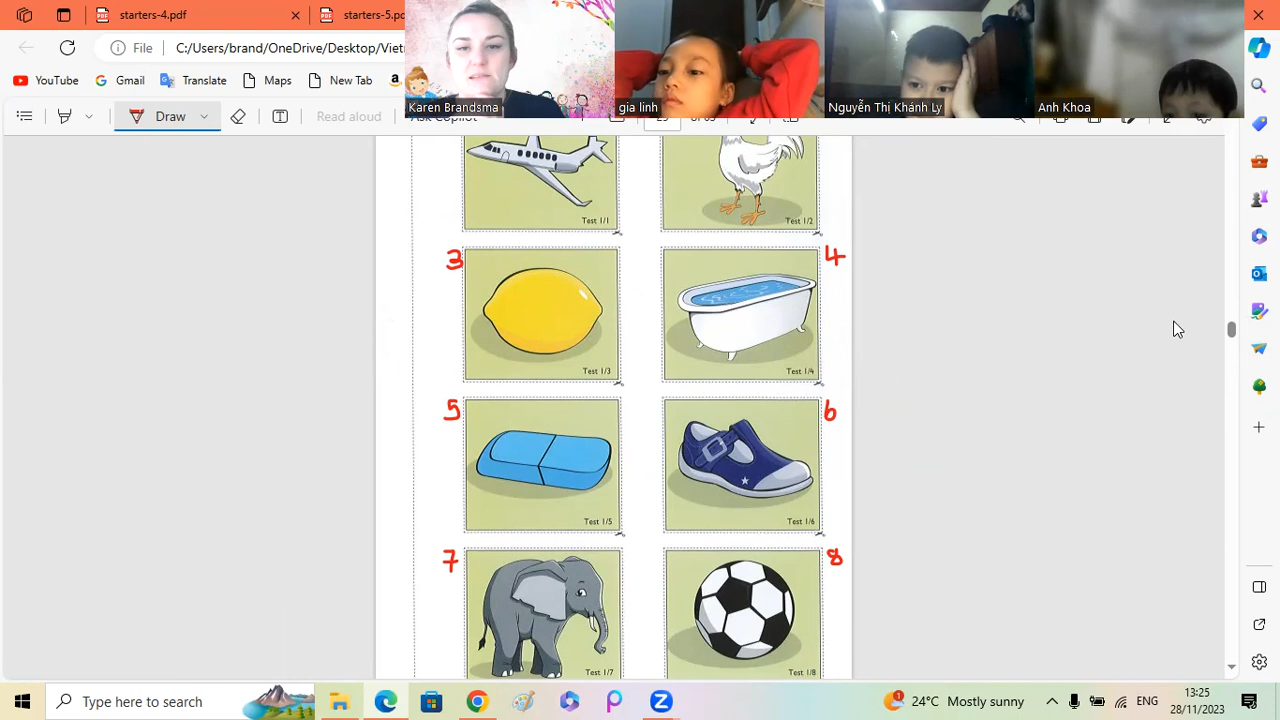 starters-4.pdf
starters-5.pdf
File
C:/Users/brand/OneDrive/Desktop/Viet
YouTube
Gmail
Translate
Maps
New Tab
Karen Brandsma
gia linh
Nguyễn Thị Khánh Ly
Anh Khoa
Draw
Read aloud
Test 1/1
Test 1/2
3
4
Test 1/3
Test 1/4
5
6
Test 1/5
Test 1/6
7
8
Test 1/7
Test 1/8
Type here to search
1
24°C Mostly sunny
ENG
13:25
28/11/2023